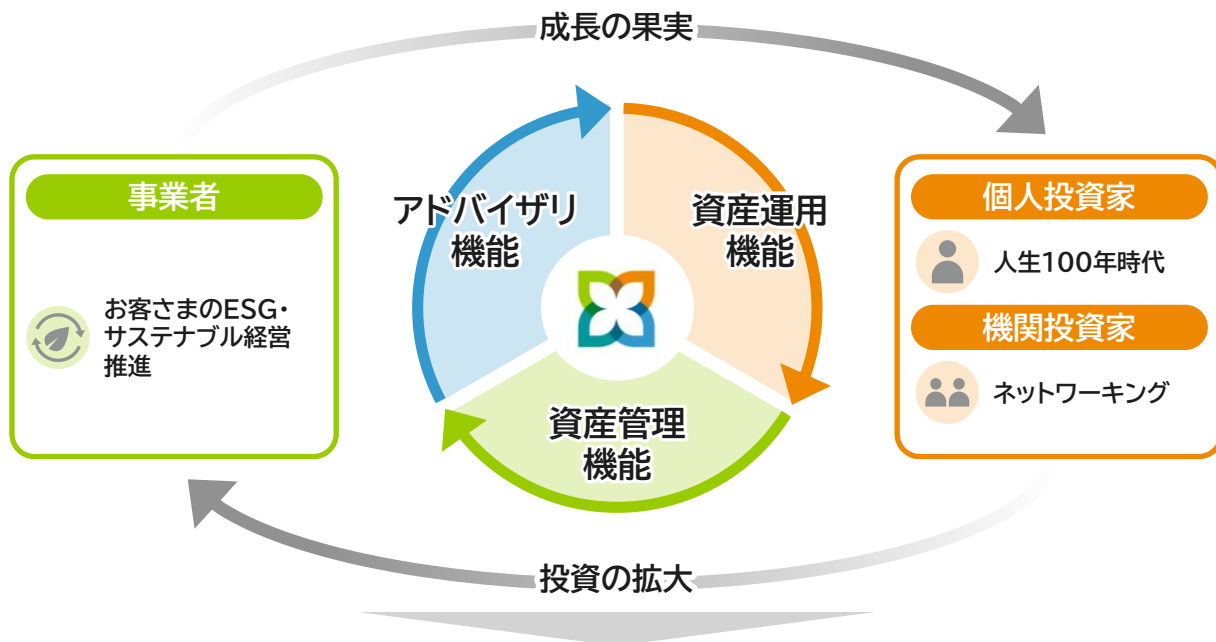 成長の果実
事業者
お客さまのESG・
サステナブル経営
推進
アドバイザリ
機能
資産運用
機能
資産管理
機能
個人投資家
人生100年時代
機関投資家
ネットワーキング
投資の拡大